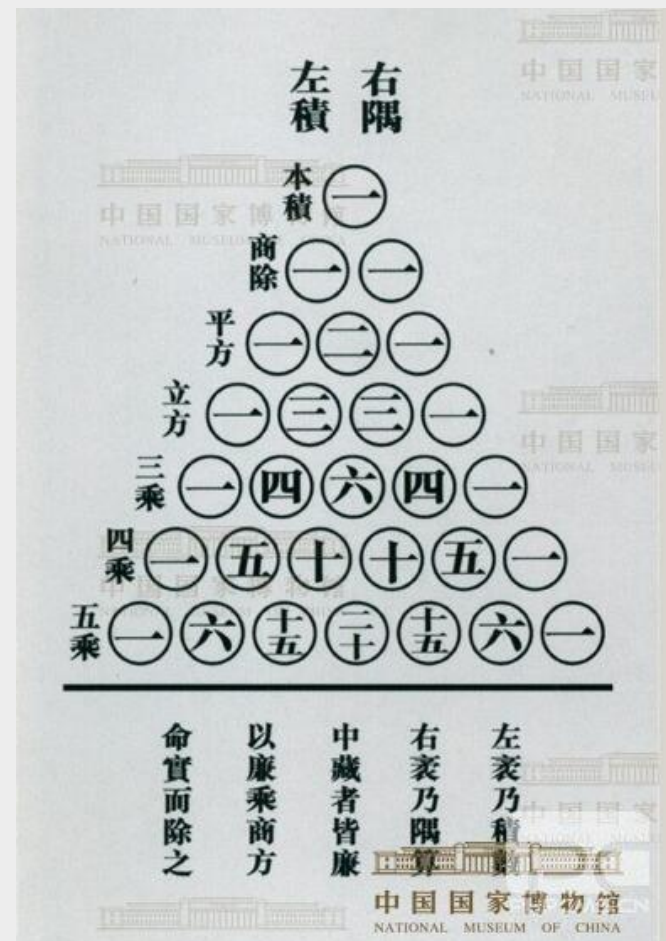 左積
右隅
本積 一
商除 一 一
平方 一 二 一
立方 一 三 三 一
三乘 一 四 六 四 一
四乘 一 五 十 十 五 一
五乘 一 六 十五 二十 十五 六 一
左袤乃積數
右袤乃隅算
中藏者皆廉
以廉乘商方
命實而除之
中国国家博物馆
NATIONAL MUSEUM OF CHINA